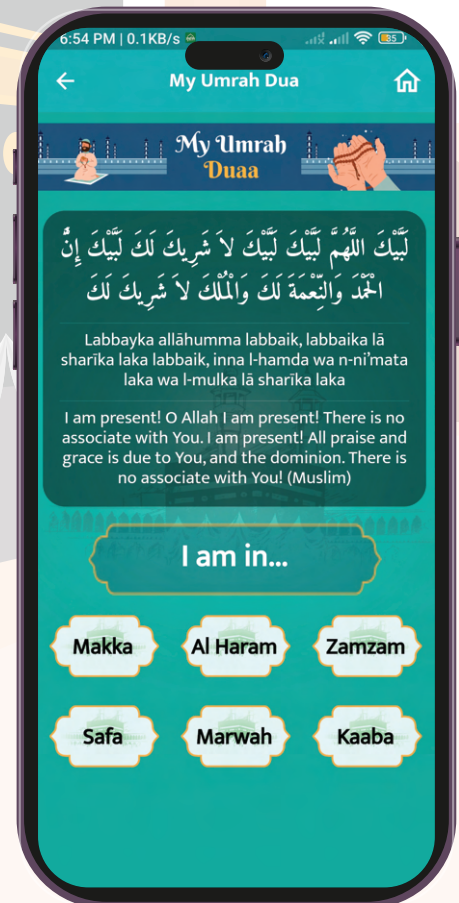 6:54 PM | 0.1KB/s
85
My Umrah Dua
My Umrah
Duaa
لَبَّيْكَ اللَّهُمَّ لَبَّيْكَ لَبَّيْكَ لاَ شَرِيكَ لَكَ لَبَّيْكَ إِنَّ
الْحَمْدَ وَالنِّعْمَةَ لَكَ وَالْمُلْكَ لاَ شَرِيكَ لَكَ
Labbayka allāhumma labbaik, labbaika lā
sharīka laka labbaik, inna l-hamda wa n-ni’mata
laka wa l-mulka lā sharīka laka
I am present! O Allah I am present! There is no
associate with You. I am present! All praise and
grace is due to You, and the dominion. There is
no associate with You! (Muslim)
I am in...
Makka
Al Haram
Zamzam
Safa
Marwah
Kaaba